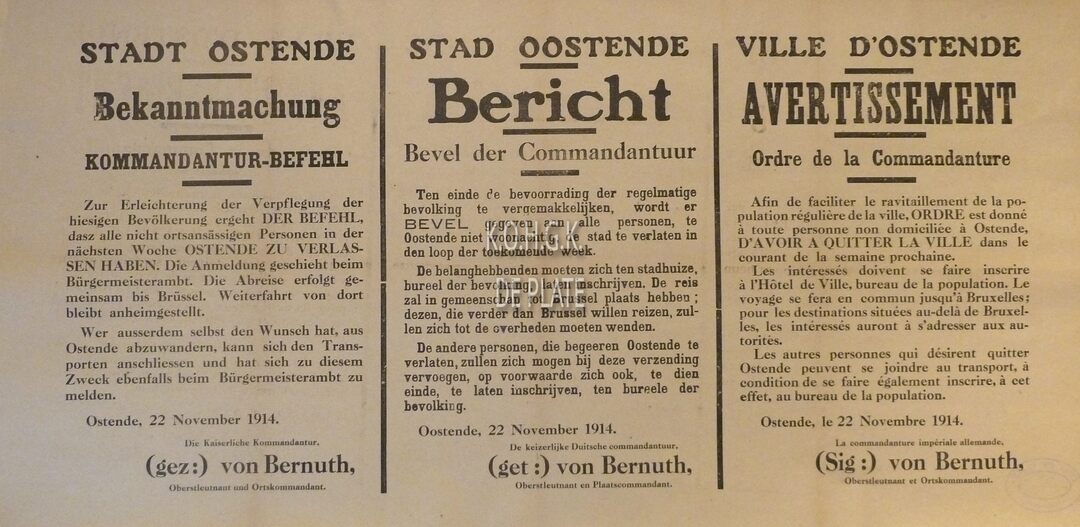 STADT OSTENDE
Bekanntmachung
KOMMANDANTUR-BEFEHL
Zur Erleichterung der Verpflegung der
hiesigen Bevölkerung ergeht DER BEFEHL,
dasz alle nicht ortsansässigen Personen in der
nächsten Woche OSTENDE ZU VERLAS-
SEN HABEN. Die Anmeldung geschieht beim
Bürgermeisterambt. Die Abreise erfolgt ge-
meinsam bis Brüssel. Weiterfahrt von dort
bleibt anheimgestellt.
Wer ausserdem selbst den Wunsch hat, aus
Ostende abzuwandern, kann sich den Trans-
porten anschliessen und hat sich zu diesem
Zweck ebenfalls beim Bürgermeisterambt zu
melden.
Ostende, 22 November 1914.
Die Kaiserliche Kommandantur,
(gez:) von Bernuth,
Oberstleutnant und Ortskommandant.
STAD OOSTENDE
Bericht
Bevel der Commandantuur
Ten einde de bevoorrading der regelmatige
bevolking te vergemakkelijken, wordt er
BEVEL gegeven aan alle personen, te
Oostende niet woonachtig, de stad te verlaten in
den loop der toekomende week.
De belanghebbenden moeten zich ten stadhuize,
bureel der bevolking, laten inschrijven. De reis
zal in gemeenschap tot Brussel plaats hebben;
dezen, die verder dan Brussel willen reizen, zul-
len zich tot de overheden moeten wenden.
De andere personen, die begeeren Oostende te
verlaten, zullen zich mogen bij deze verzending
vervoegen, op voorwaarde zich ook, te dien
einde, te laten inschrijven, ten bureele der
bevolking.
Oostende, 22 November 1914.
De keizerlijke Duitsche commandantuur,
(get:) von Bernuth,
Oberstleutnant en Plaatscommandant.
K.O.H.G.K.
DE PLATE
VILLE D'OSTENDE
AVERTISSEMENT
Ordre de la Commandanture
Afin de faciliter le ravitaillement de la po-
pulation régulière de la ville, ORDRE est donné
à toute personne non domiciliée à Ostende,
D'AVOIR A QUITTER LA VILLE dans le
courant de la semaine prochaine.
Les intéressés doivent se faire inscrire
à l'Hôtel de Ville, bureau de la population. Le
voyage se fera en commun jusqu'à Bruxelles;
pour les destinations situées au-delà de Bruxel-
les, les intéressés auront à s'adresser aux au-
torités.
Les autres personnes qui désirent quitter
Ostende peuvent se joindre au transport, à
condition de se faire également inscrire, à cet
effet, au bureau de la population.
Ostende, le 22 Novembre 1914.
La commandanture impériale allemande,
(Sig:) von Bernuth,
Oberstleutnant et Ortskommandant.